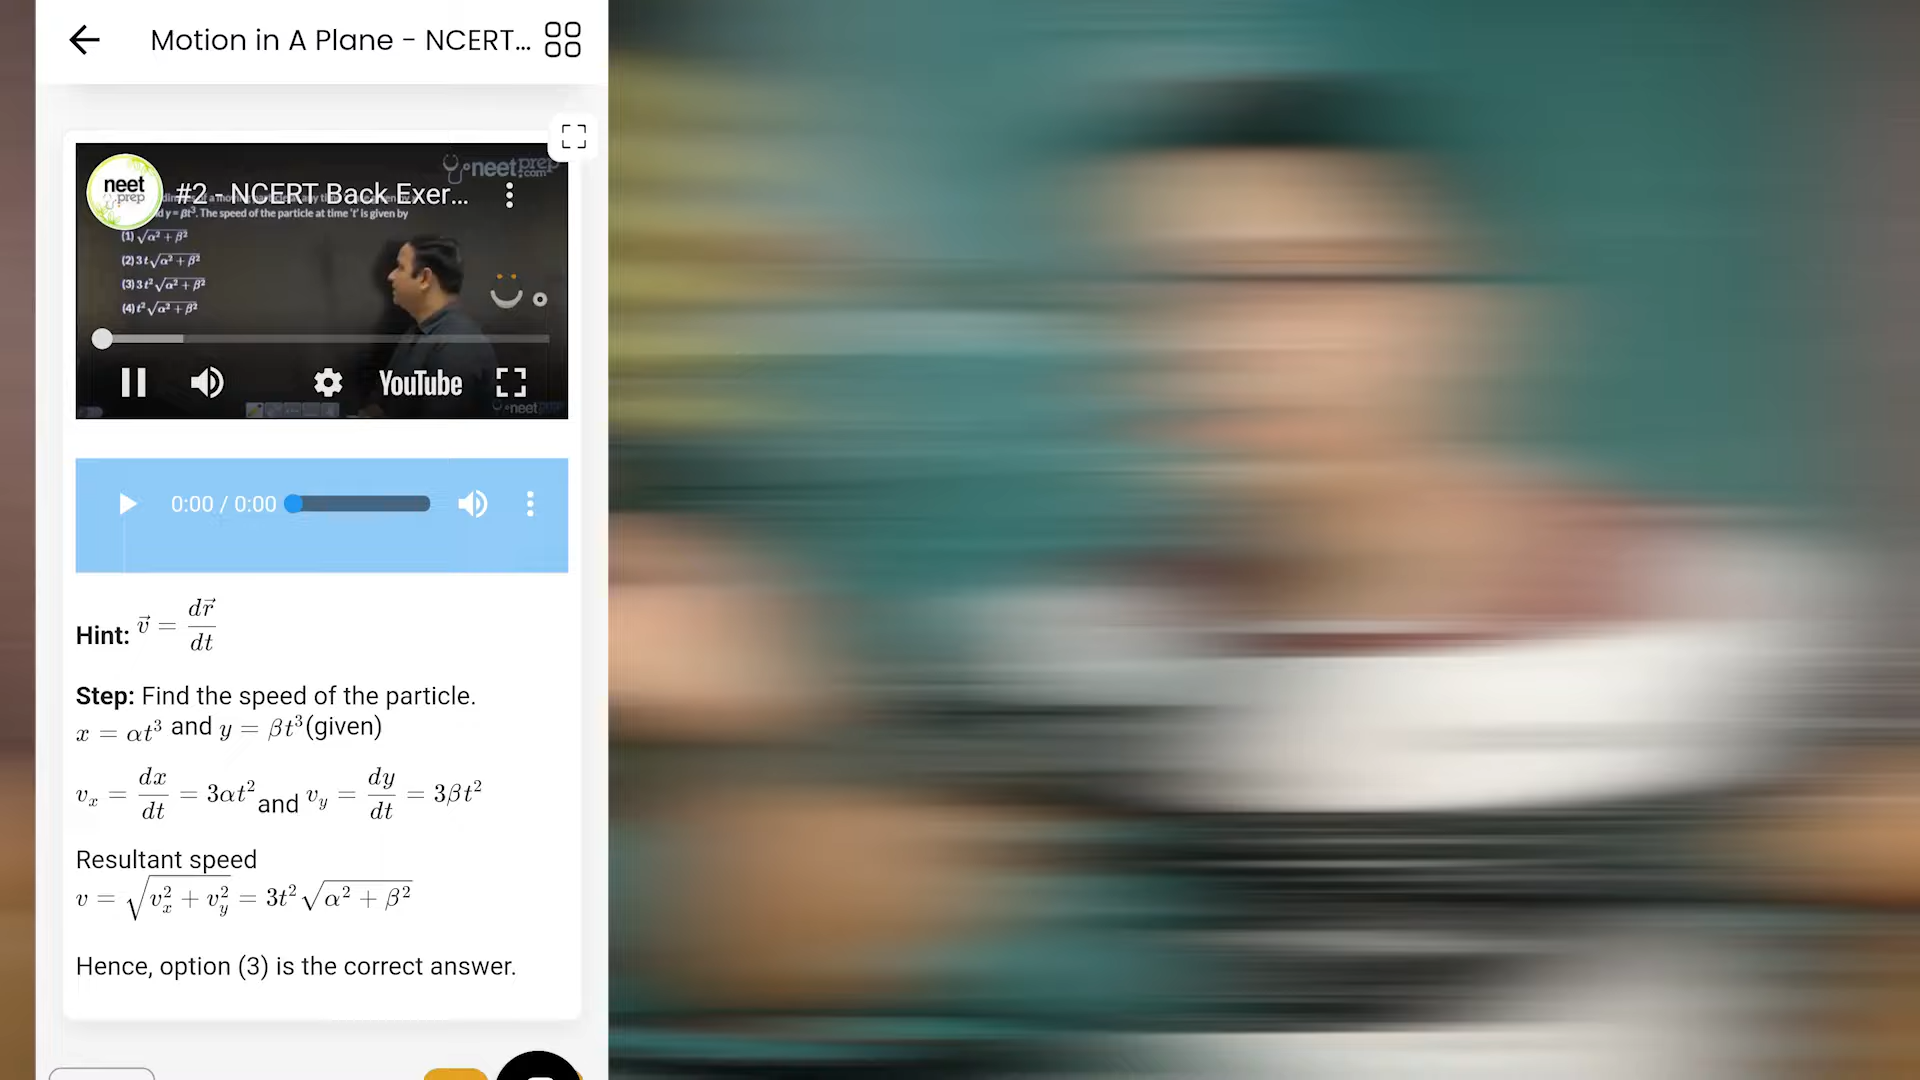 Motion in A Plane - NCERT...
neetprep
.com
neet
prep
#2 - NCERT Back Exer...
y = βt³. The speed of the particle at time 't' is given by
(1) √α² + β²
(2) 3t√α² + β²
(3) 3t²√α² + β²
(4) t²√α² + β²
YouTube
neet
0:00 / 0:00
Hint: v⃗ = dr⃗/dt
Step: Find the speed of the particle.
x = αt³ and y = βt³(given)
vₓ = dx/dt = 3αt² and v_y = dy/dt = 3βt²
Resultant speed
v = √(vₓ² + v_y²) = 3t²√(α² + β²)
Hence, option (3) is the correct answer.